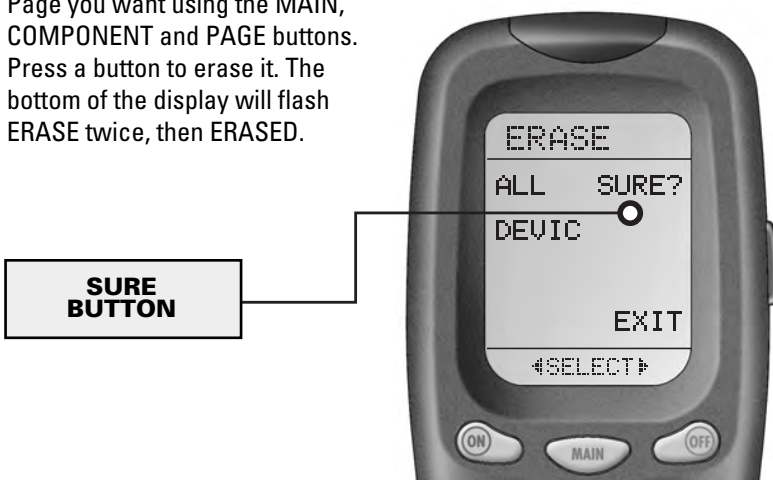 Page you want using the MAIN,
COMPONENT and PAGE buttons.
Press a button to erase it. The
bottom of the display will flash
ERASE twice, then ERASED.
SURE
BUTTON
ERASE
ALL SURE?
DEVIC
EXIT
SELECT
ON
MAIN
OFF